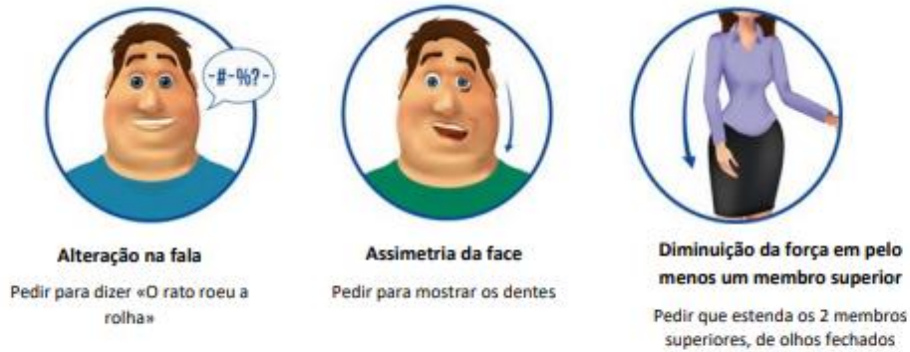 -#-%?-
Alteração na fala
Pedir para dizer «O rato roeu a
rolha»
Assimetria da face
Pedir para mostrar os dentes
Diminuição da força em pelo
menos um membro superior
Pedir que estenda os 2 membros
superiores, de olhos fechados